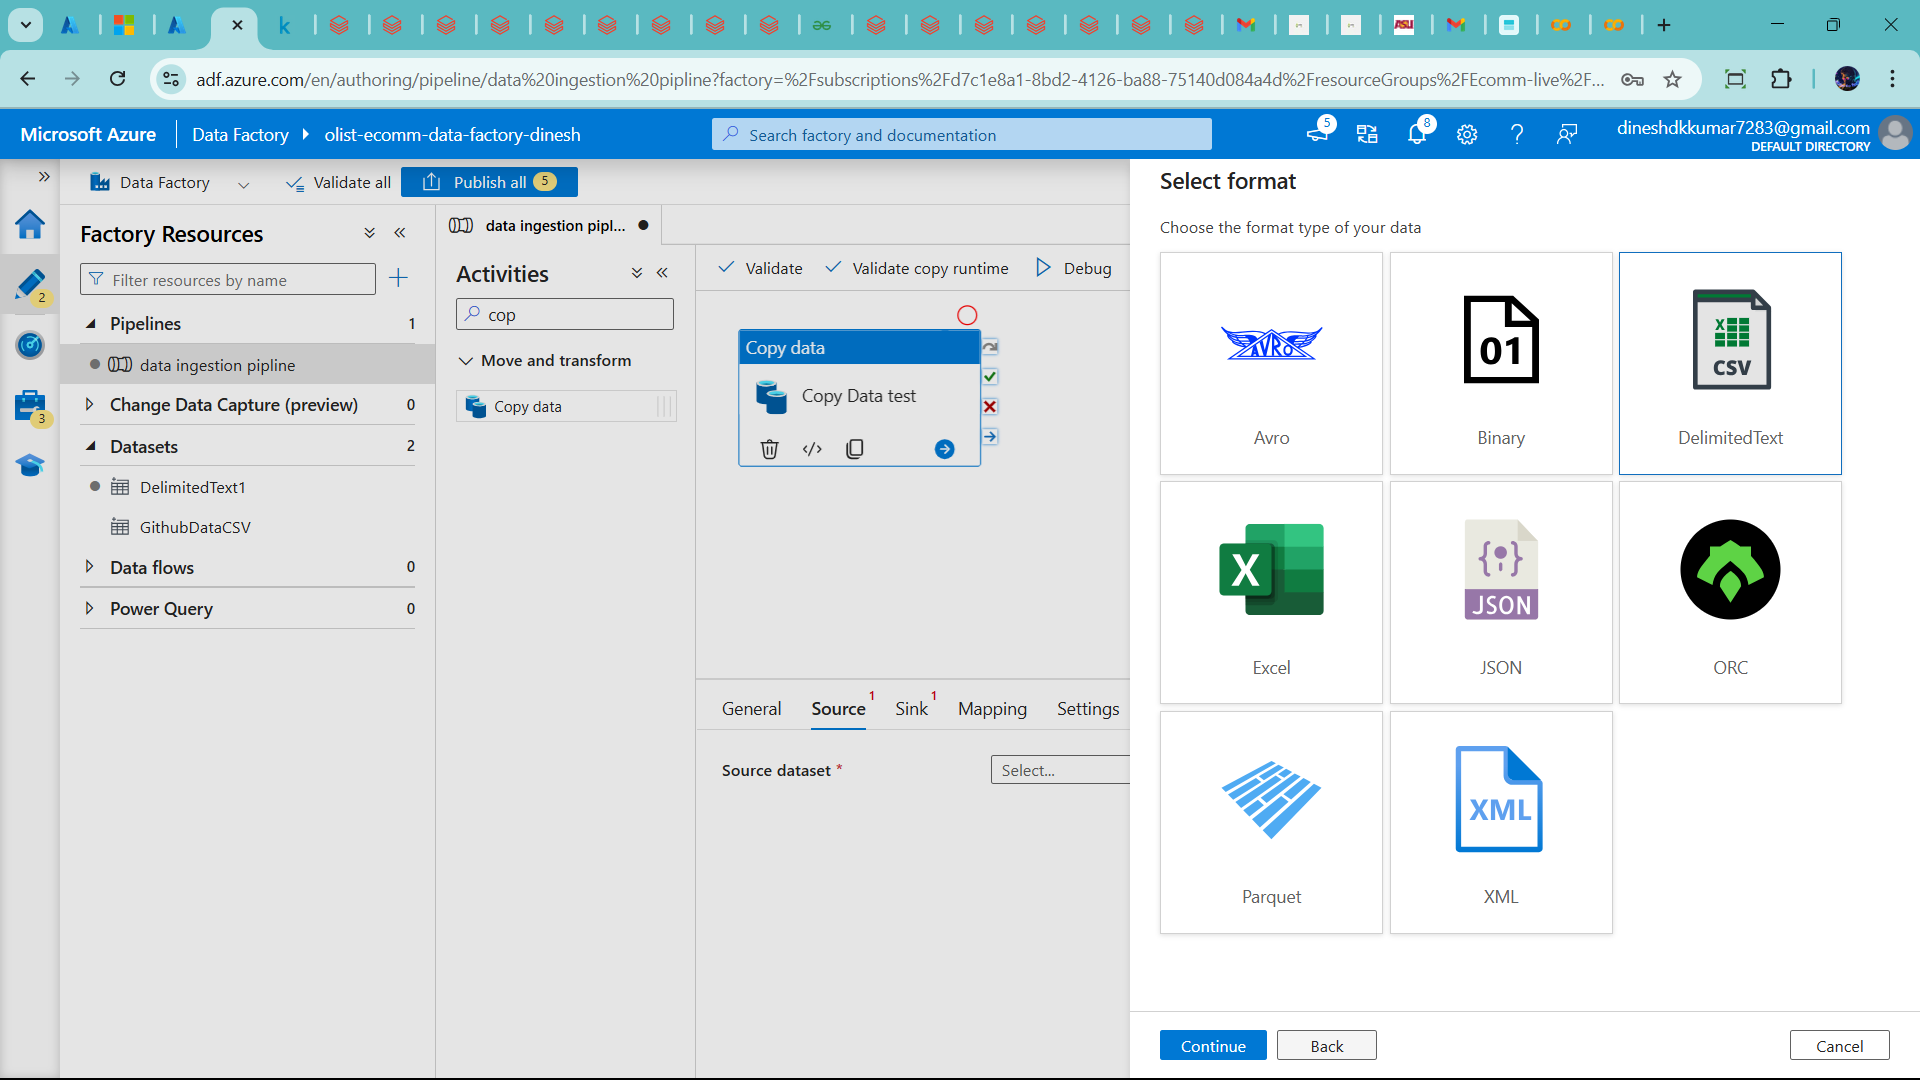 adf.azure.com/en/authoring/pipeline/data%20ingestion%20pipline?factory=%2Fsubscriptions%2Fd7c1e8a1-8bd2-4126-ba88-75140d084a4d%2FresourceGroups%2FEcomm-live%2F...
Microsoft Azure
Data Factory
olist-ecomm-data-factory-dinesh
Search factory and documentation
5
8
dineshdkkumar7283@gmail.com
DEFAULT DIRECTORY
Data Factory
Validate all
Publish all
5
Factory Resources
Filter resources by name
Pipelines
1
data ingestion pipline
Change Data Capture (preview)
0
Datasets
2
DelimitedText1
GithubDataCSV
Data flows
0
Power Query
0
2
3
data ingestion pipl...
Activities
cop
Move and transform
Copy data
Validate
Validate copy runtime
Debug
Copy data
Copy Data test
General
Source
1
Sink
1
Mapping
Settings
Source dataset *
Select...
Select format
Choose the format type of your data
AVRO
Avro
01
Binary
X
CSV
DelimitedText
X
Excel
JSON
JSON
ORC
Parquet
XML
XML
Continue
Back
Cancel
k
ASU